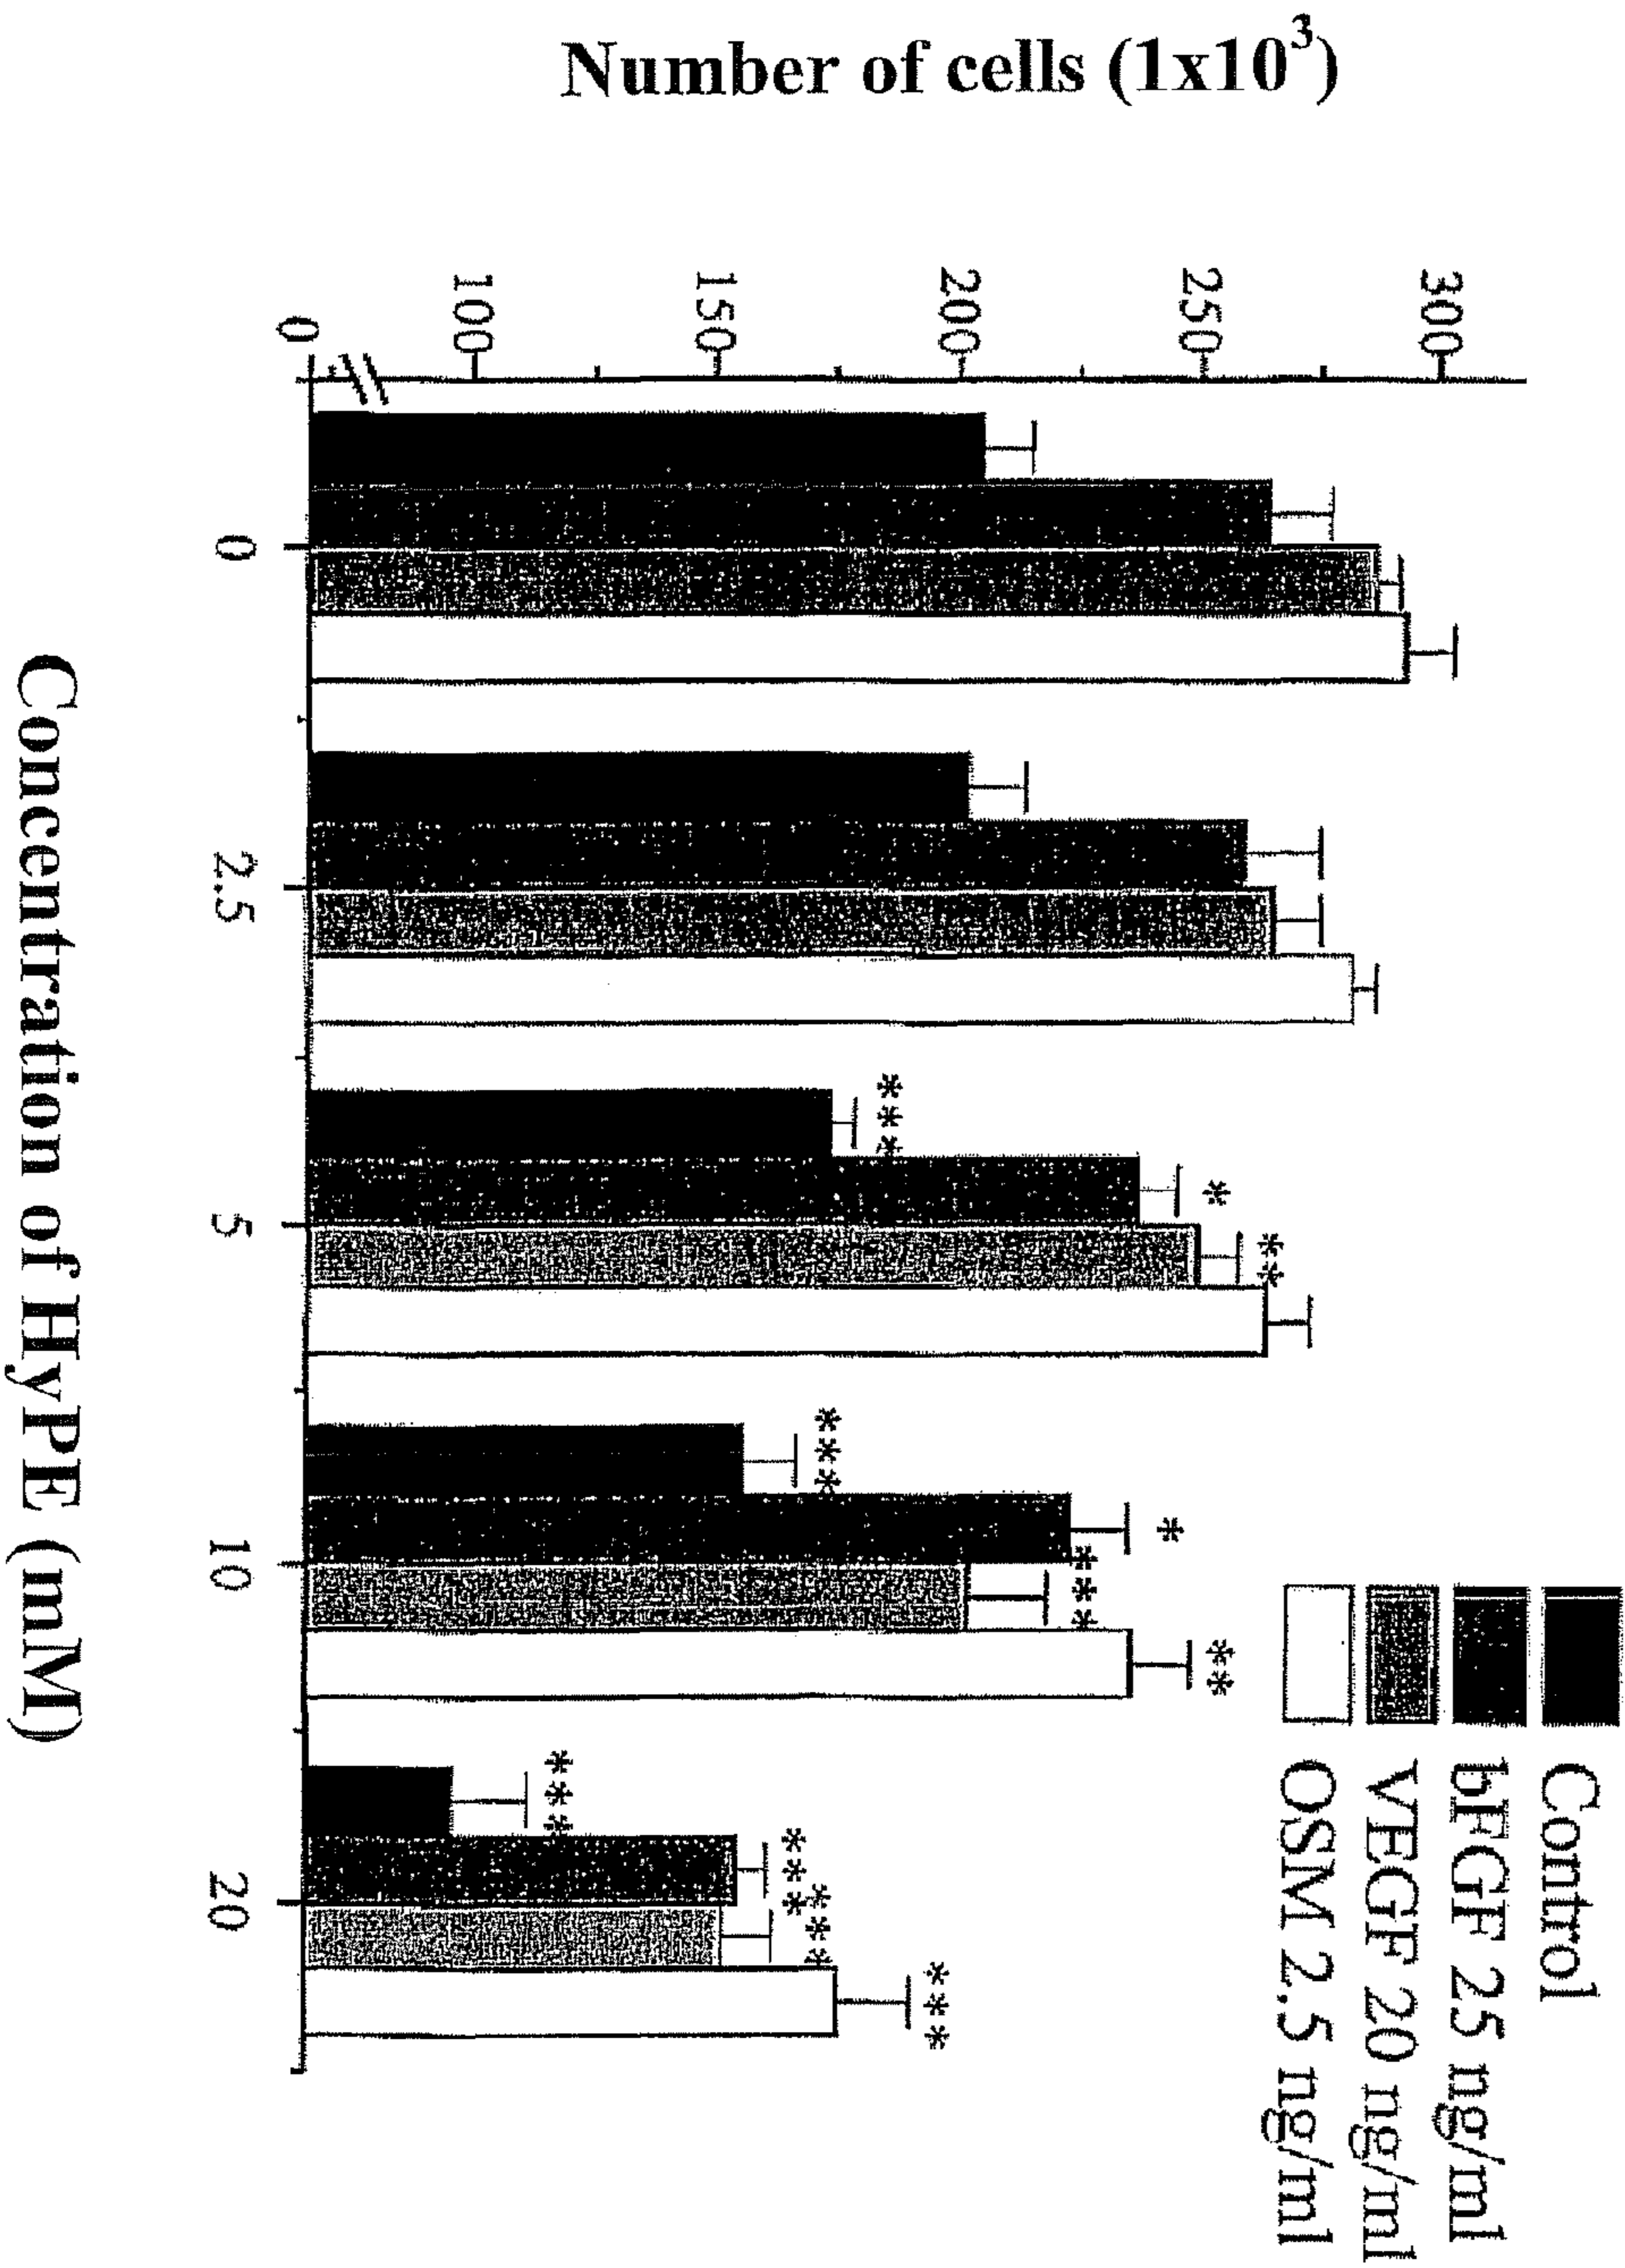 Control
bFGF 25 ng/ml
VEGF 20 ng/ml
OSM 2,5 ng/ml
Number of cells (1x10³)
300
250
200
150
100
0
***
*
**
***
*
***
**
***
***
***
***
0 2.5 5 10 20
Concentration of HyPE (mM)